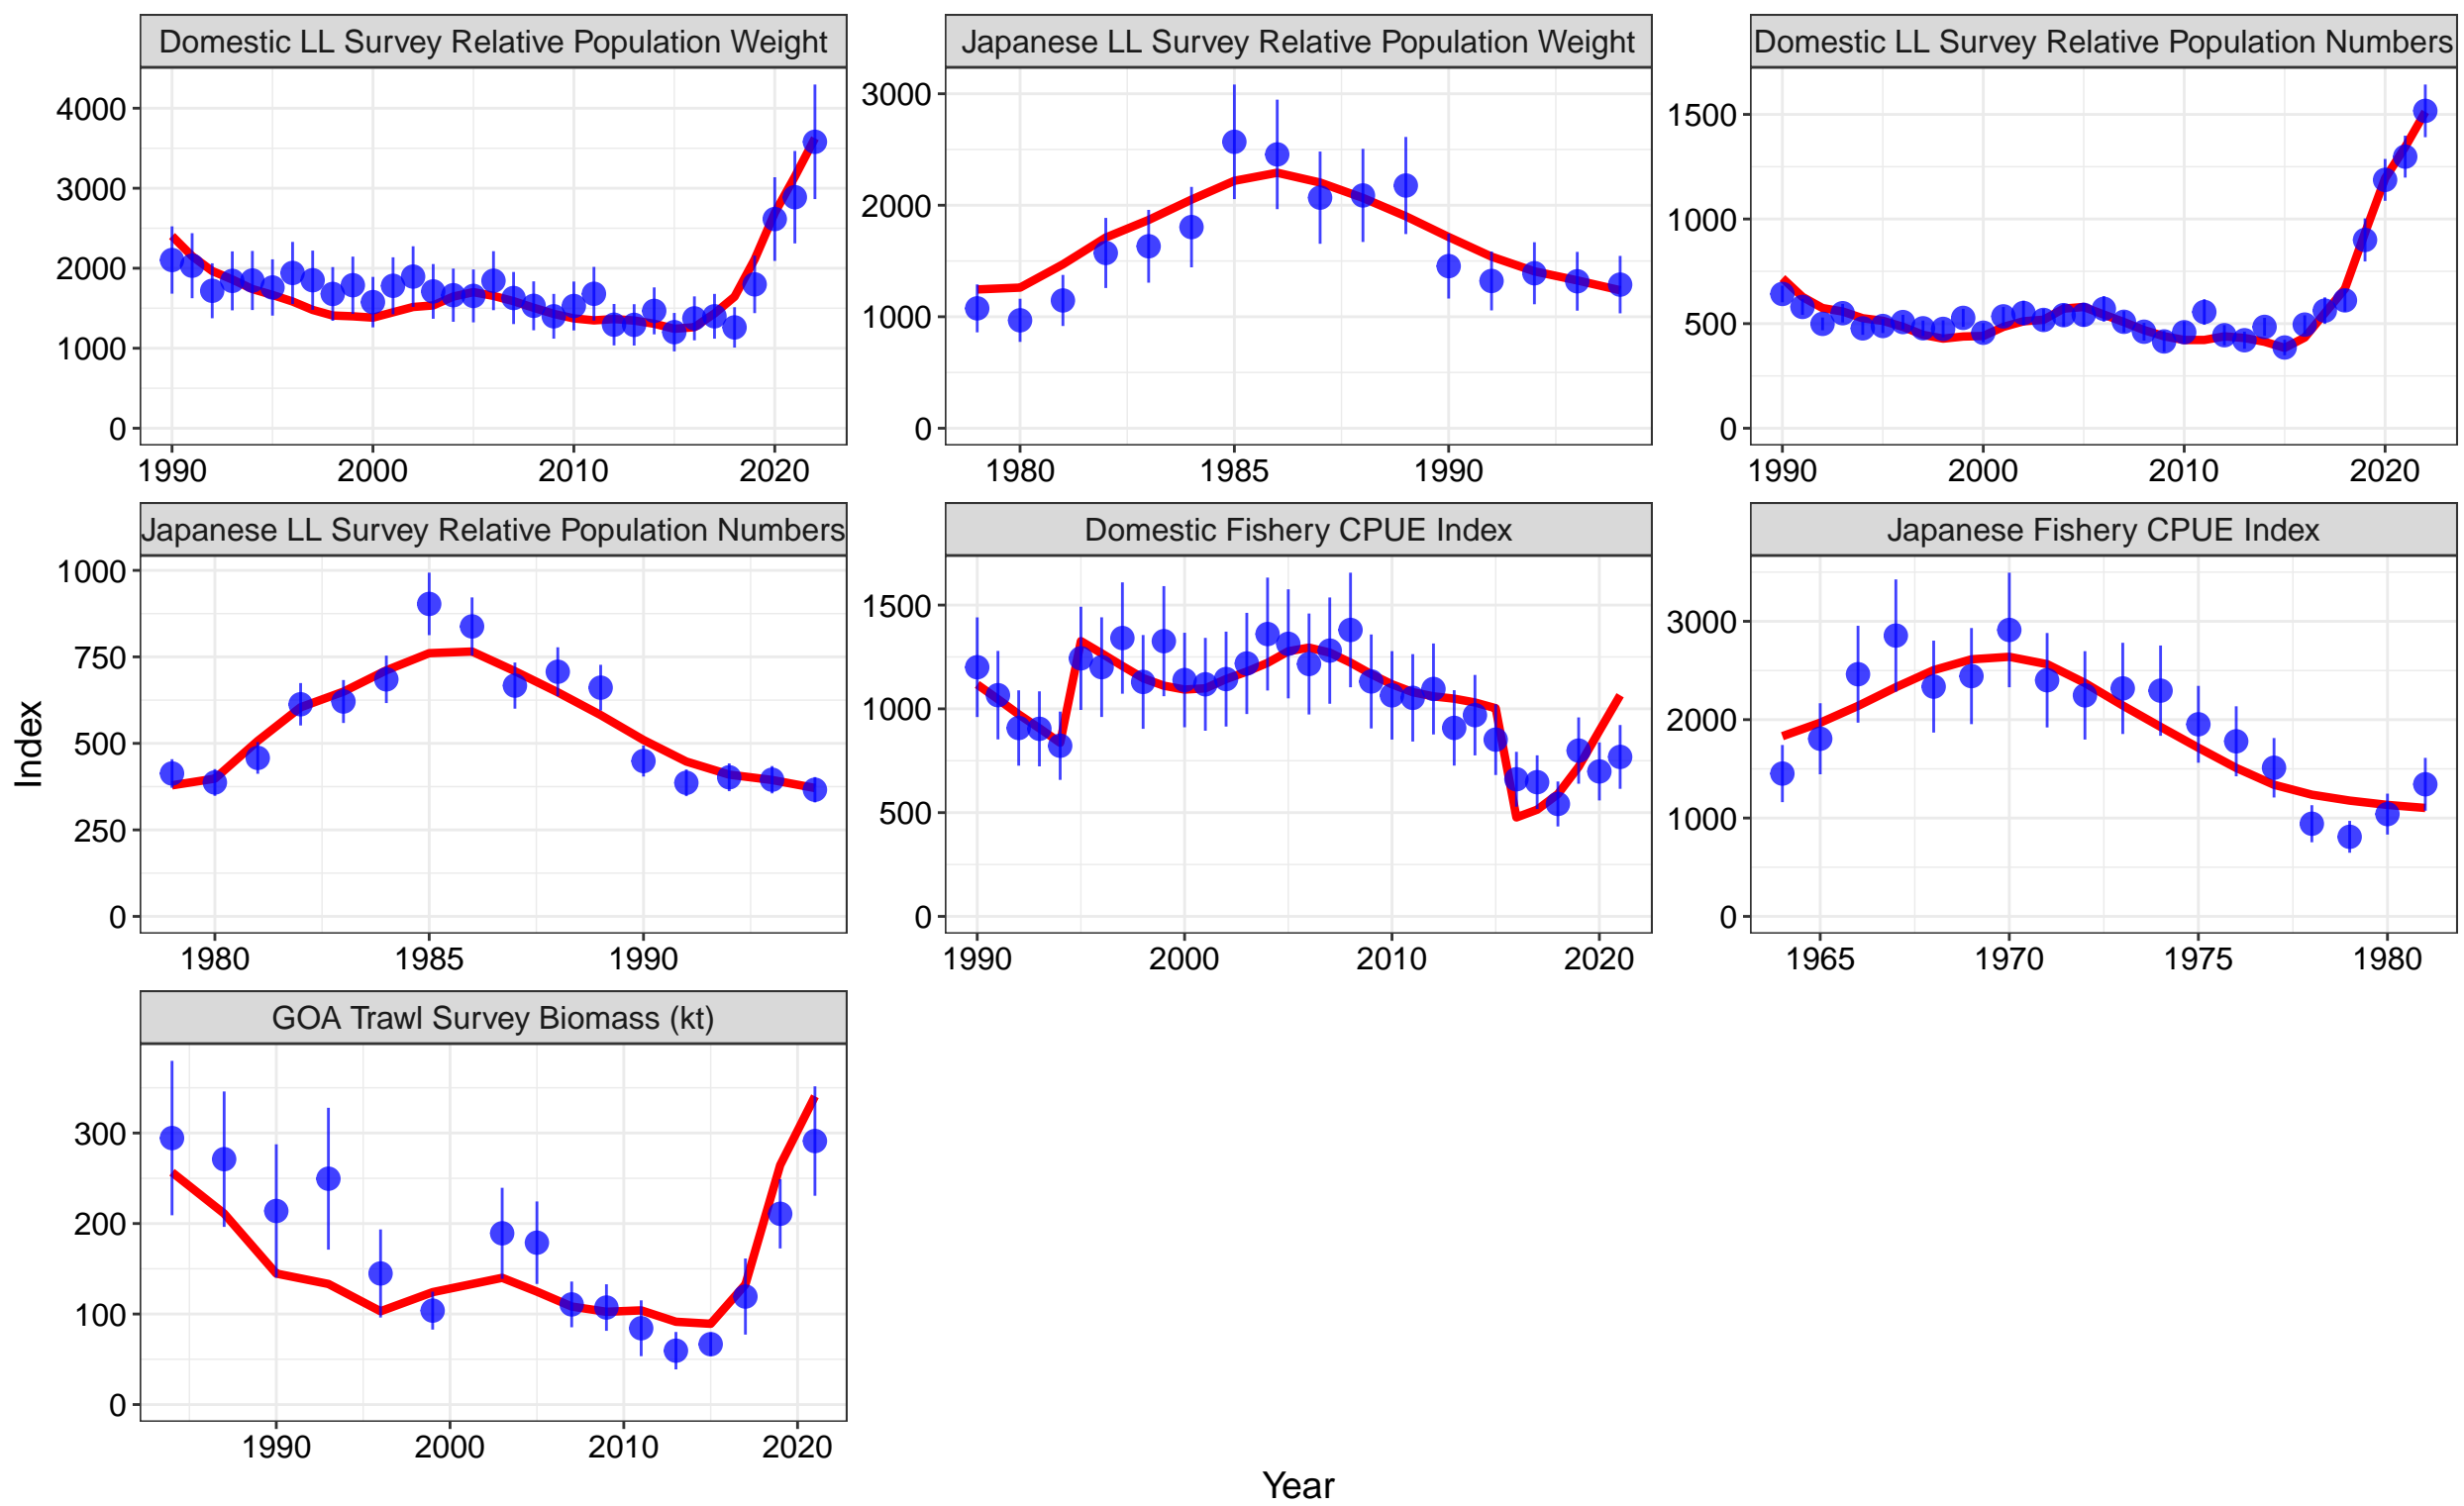 Domestic LL Survey Relative Population Weight
Japanese LL Survey Relative Population Weight
Domestic LL Survey Relative Population Numbers
4000
3000
2000
1000
0
1990 2000 2010 2020
3000
2000
1000
0
1980 1985 1990
1500
1000
500
0
1990 2000 2010 2020
Japanese LL Survey Relative Population Numbers
Domestic Fishery CPUE Index
Japanese Fishery CPUE Index
1000
750
500
250
0
1980 1985 1990
1500
1000
500
0
1990 2000 2010 2020
3000
2000
1000
0
1965 1970 1975 1980
GOA Trawl Survey Biomass (kt)
300
200
100
0
1990 2000 2010 2020
Index
Year